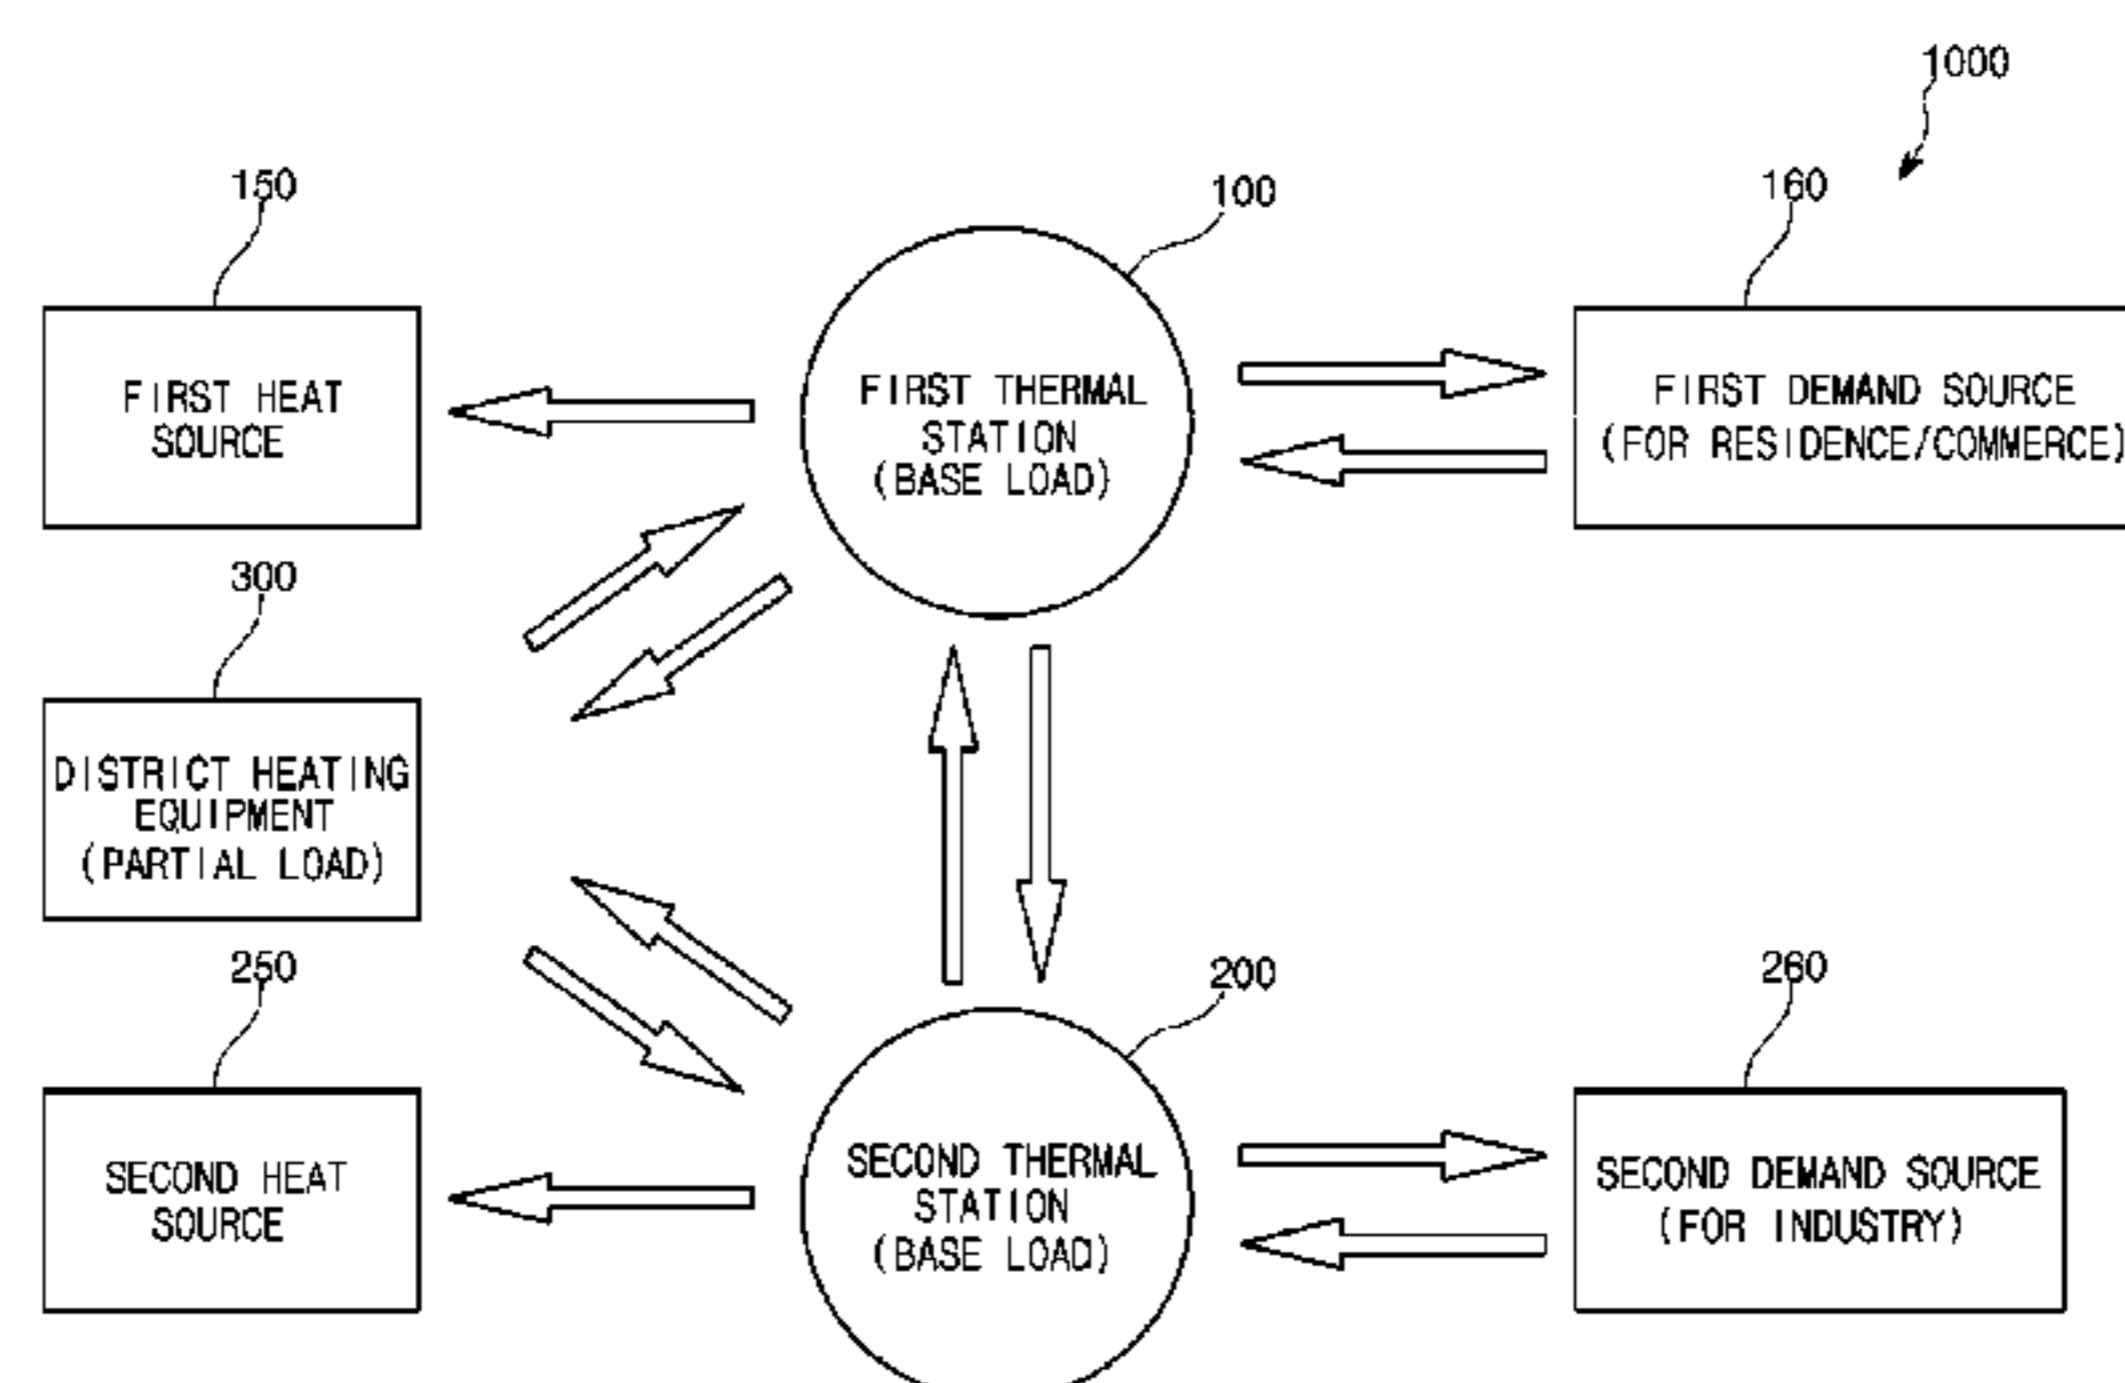 1000
150
100
160
FIRST HEAT
SOURCE
FIRST THERMAL
STATION
(BASE LOAD)
FIRST DEMAND SOURCE
(FOR RESIDENCE/COMMERCE)
300
DISTRICT HEATING
EQUIPMENT
(PARTIAL LOAD)
250
200
260
SECOND HEAT
SOURCE
SECOND THERMAL
STATION
(BASE LOAD)
SECOND DEMAND SOURCE
(FOR INDUSTRY)